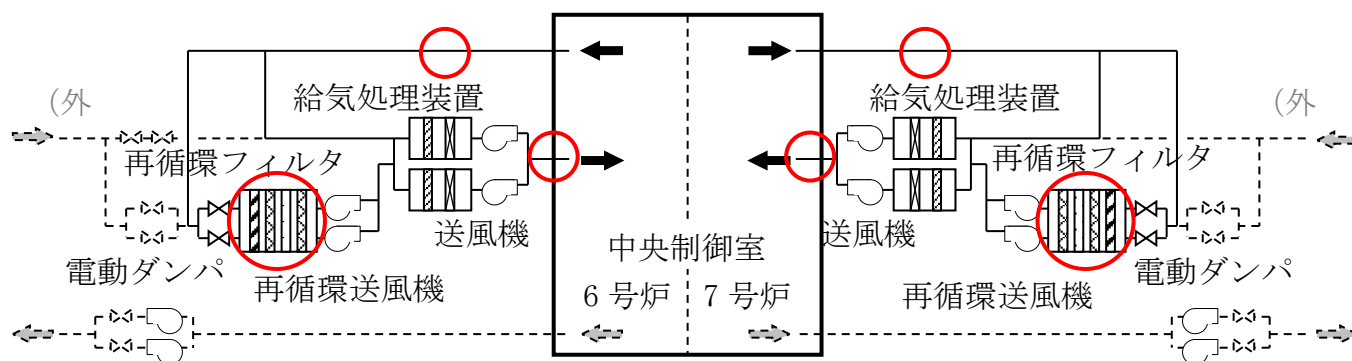 (外
給気処理装置
再循環フィルタ
送風機
電動ダンパ
再循環送風機
中央制御室
6 号炉
7 号炉
給気処理装置
(外
再循環フィルタ
送風機
電動ダンパ
再循環送風機